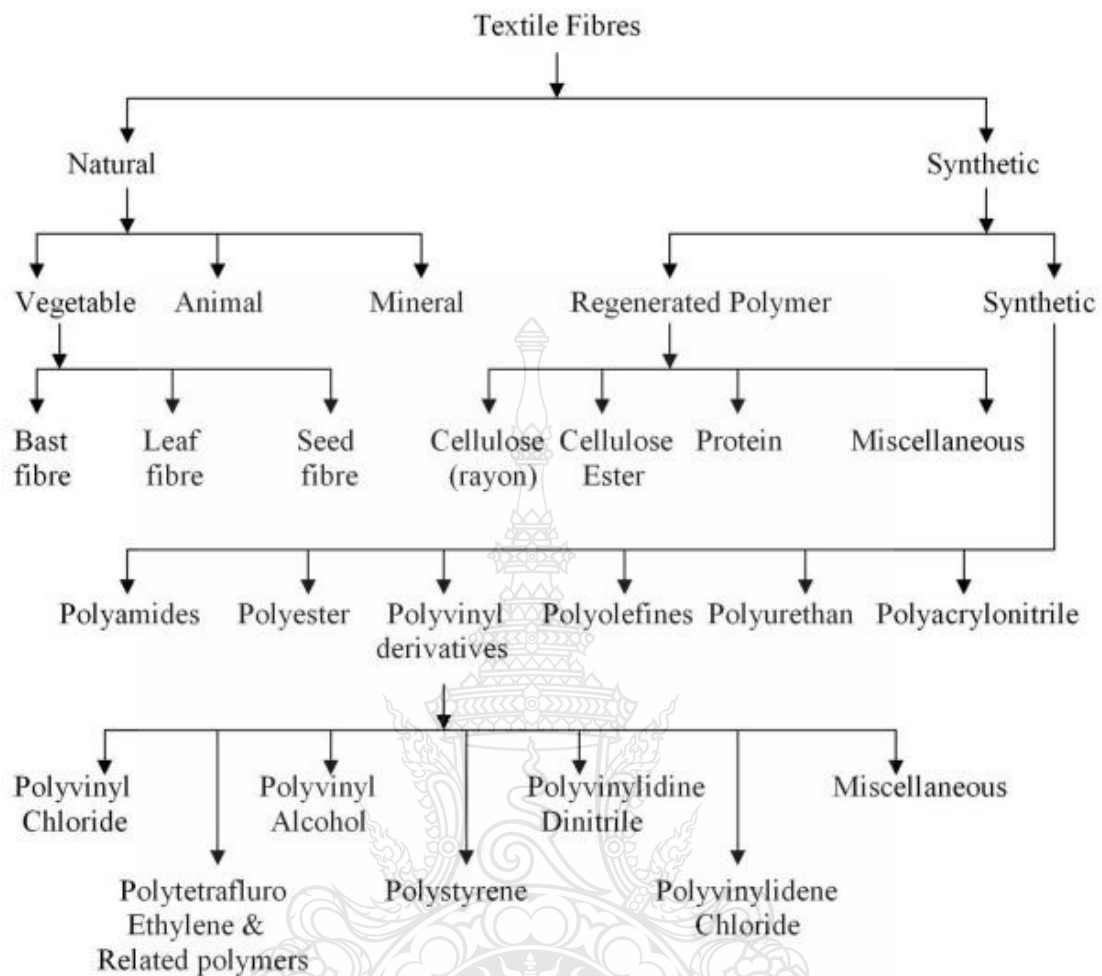 Textile Fibres
Natural
Synthetic
Vegetable
Animal
Mineral
Regenerated Polymer
Synthetic
Bast
fibre
Leaf
fibre
Seed
fibre
Cellulose
(rayon)
Cellulose
Ester
Protein
Miscellaneous
Polyamides
Polyester
Polyvinyl
derivatives
Polyolefines
Polyurethan
Polyacrylonitrile
Polyvinyl
Chloride
Polyvinyl
Alcohol
Polyvinylidine
Dinitrile
Miscellaneous
Polytetrafluro
Ethylene &
Related polymers
Polystyrene
Polyvinylidene
Chloride